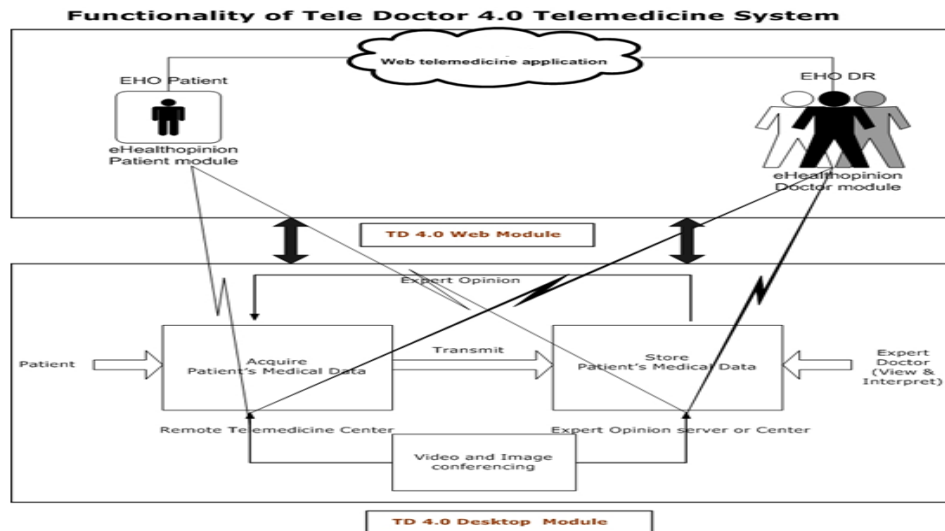 Functionality of Tele Doctor 4.0 Telemedicine System
Web telemedicine application
EHO Patient
EHO DR
eHealthopinion
Patient module
eHealthopinion
Doctor module
TD 4.0 Web Module
Expert Opinion
Patient
Acquire
Patient's Medical Data
Transmit
Store
Patient's Medical Data
Expert
Doctor
(View &
Interpret)
Remote Telemedicine Center
Expert Opinion server or Center
Video and Image
conferencing
TD 4.0 Desktop Module